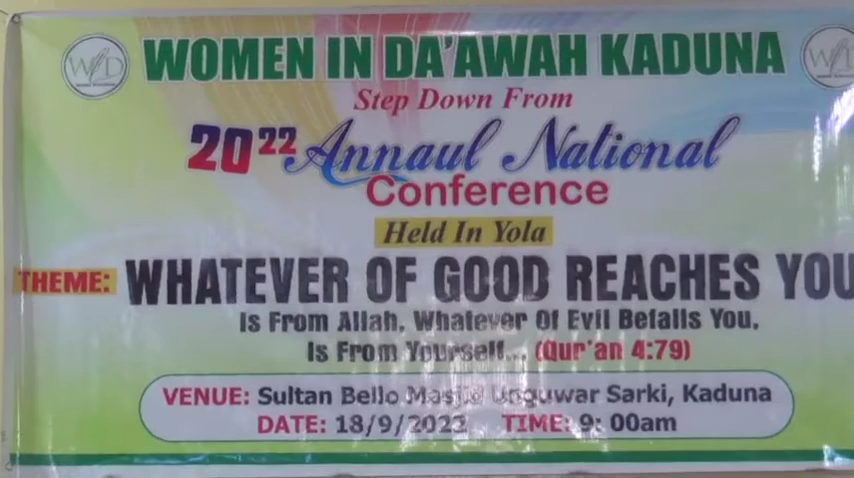 WOMEN IN DA'AWAH KADUNA
WD
Step Down From
2022 Annaul National
Conference
Held In Yola
THEME: WHATEVER OF GOOD REACHES YOU
Is From Allah, Whatever Of Evil Befalls You,
Is From Yourself... (Qur'an 4:79)
VENUE: Sultan Bello Masjid Unguwar Sarki, Kaduna
DATE: 18/9/2022 TIME: 9: 00am